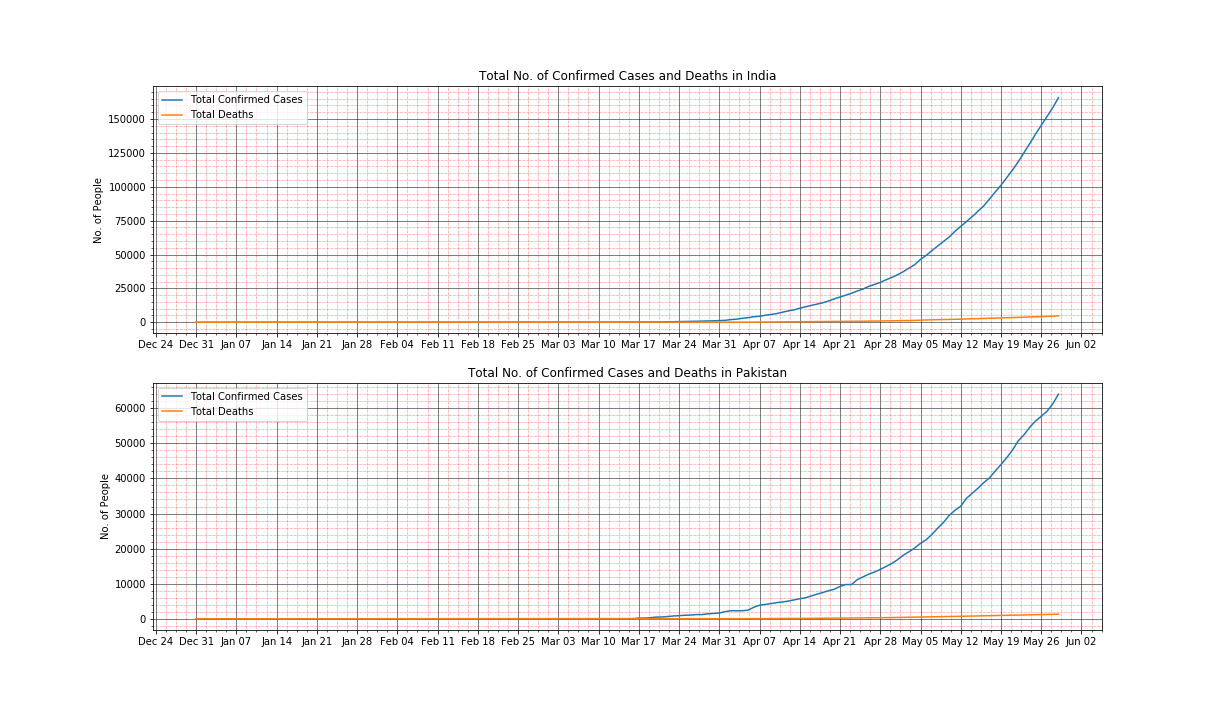 Total No. of Confirmed Cases and Deaths in India
Total Confirmed Cases
Total Deaths
No. of People
150000
125000
100000
75000
50000
25000
0
Dec 24 Dec 31 Jan 07 Jan 14 Jan 21 Jan 28 Feb 04 Feb 11 Feb 18 Feb 25 Mar 03 Mar 10 Mar 17 Mar 24 Mar 31 Apr 07 Apr 14 Apr 21 Apr 28 May 05 May 12 May 19 May 26 Jun 02
Total No. of Confirmed Cases and Deaths in Pakistan
Total Confirmed Cases
Total Deaths
No. of People
60000
50000
40000
30000
20000
10000
0
Dec 24 Dec 31 Jan 07 Jan 14 Jan 21 Jan 28 Feb 04 Feb 11 Feb 18 Feb 25 Mar 03 Mar 10 Mar 17 Mar 24 Mar 31 Apr 07 Apr 14 Apr 21 Apr 28 May 05 May 12 May 19 May 26 Jun 02